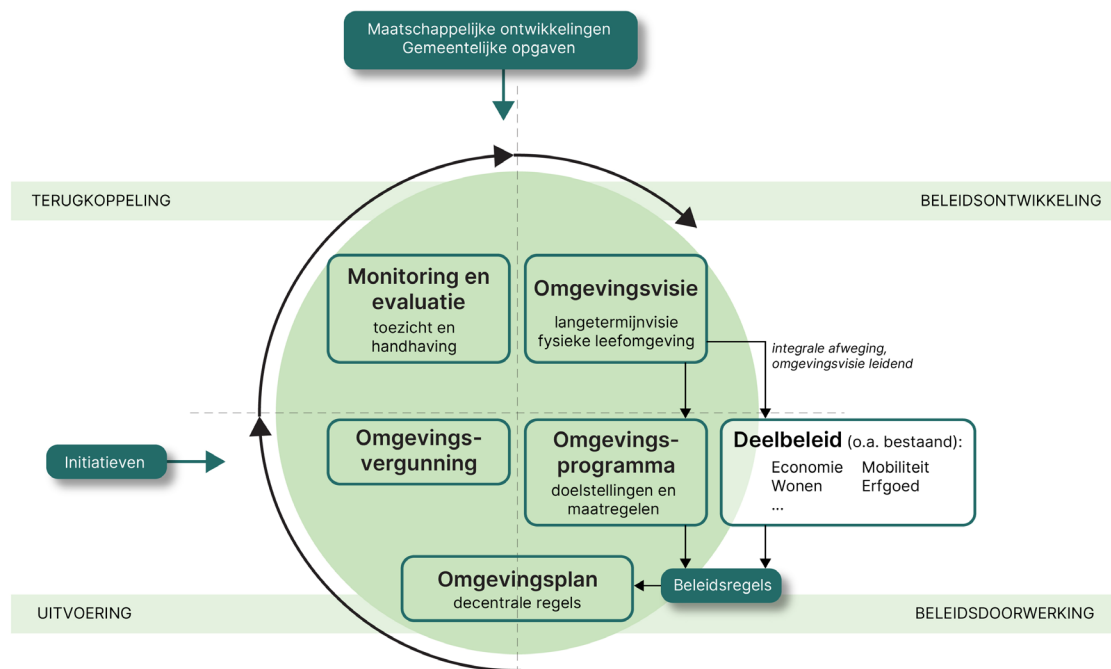 Maatschappelijke ontwikkelingen
Gemeentelijke opgaven
TERUGKOPPELING
BELEIDSONTWIKKELING
Monitoring en
evaluatie
toezicht en
handhaving
Omgevingsvisie
langetermijnvisie
fysieke leefomgeving
integrale afweging,
omgevingsvisie leidend
Initiatieven
Omgevings-
vergunning
Omgevings-
programma
doelstellingen en
maatregelen
Deelbeleid (o.a. bestaand):
Economie Mobiliteit
Wonen Erfgoed
...
Omgevingsplan
decentrale regels
Beleidsregels
UITVOERING
BELEIDSDOORWERKING